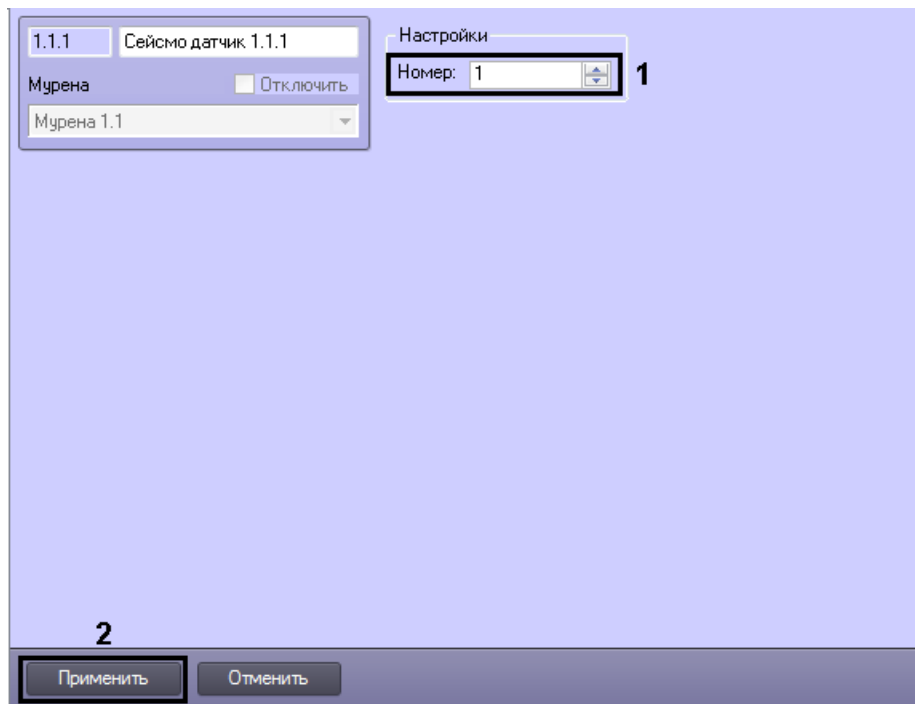 1.1.1 Сейсмо датчик 1.1.1
Мурена Отключить
Мурена 1.1
Настройки
Номер: 1 1
2
Применить Отменить